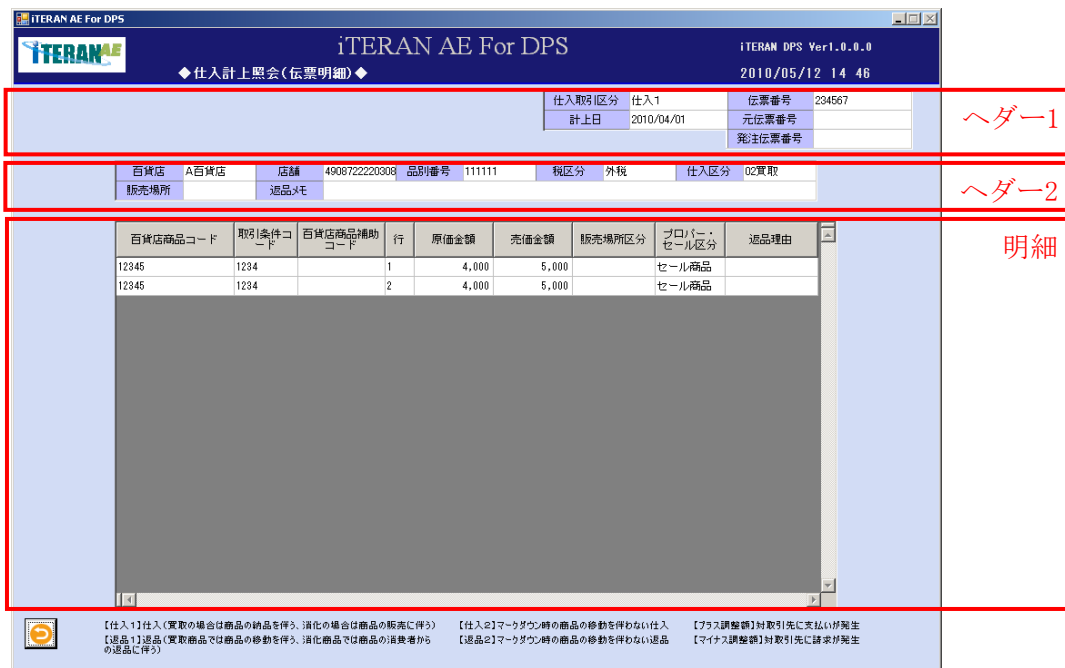 iTERAN AE For DPS
iTERAN AE
iTERAN AE For DPS
iTERAN DPS Ver1.0.0.0
◆仕入計上照会(伝票明細)◆
2010/05/12 14 46
仕入取引区分 仕入1 伝票番号 234567
計上日 2010/04/01 元伝票番号
発注伝票番号
ヘダー1
百貨店 A百貨店 店舗 4908722220308 品別番号 111111 税区分 外税 仕入区分 02買取
販売場所 返品メモ
ヘダー2
百貨店商品コード 取引条件コード 百貨店商品補助コード 行 原価金額 売価金額 販売場所区分 プロパー・セール区分 返品理由
明細
12345 1234 1 4,000 5,000 セール商品
12345 1234 2 4,000 5,000 セール商品
【仕入1】仕入(買取の場合は商品の納品を伴う、消化の場合は商品の販売に伴う) 【仕入2】マークダウン時の商品の移動を伴わない仕入 【プラス調整額】対取引先に支払いが発生
【返品1】返品(買取商品では商品の移動を伴う、消化商品では商品の消費者から 【返品2】マークダウン時の商品の移動を伴わない返品 【マイナス調整額】対取引先に請求が発生
の返品に伴う)